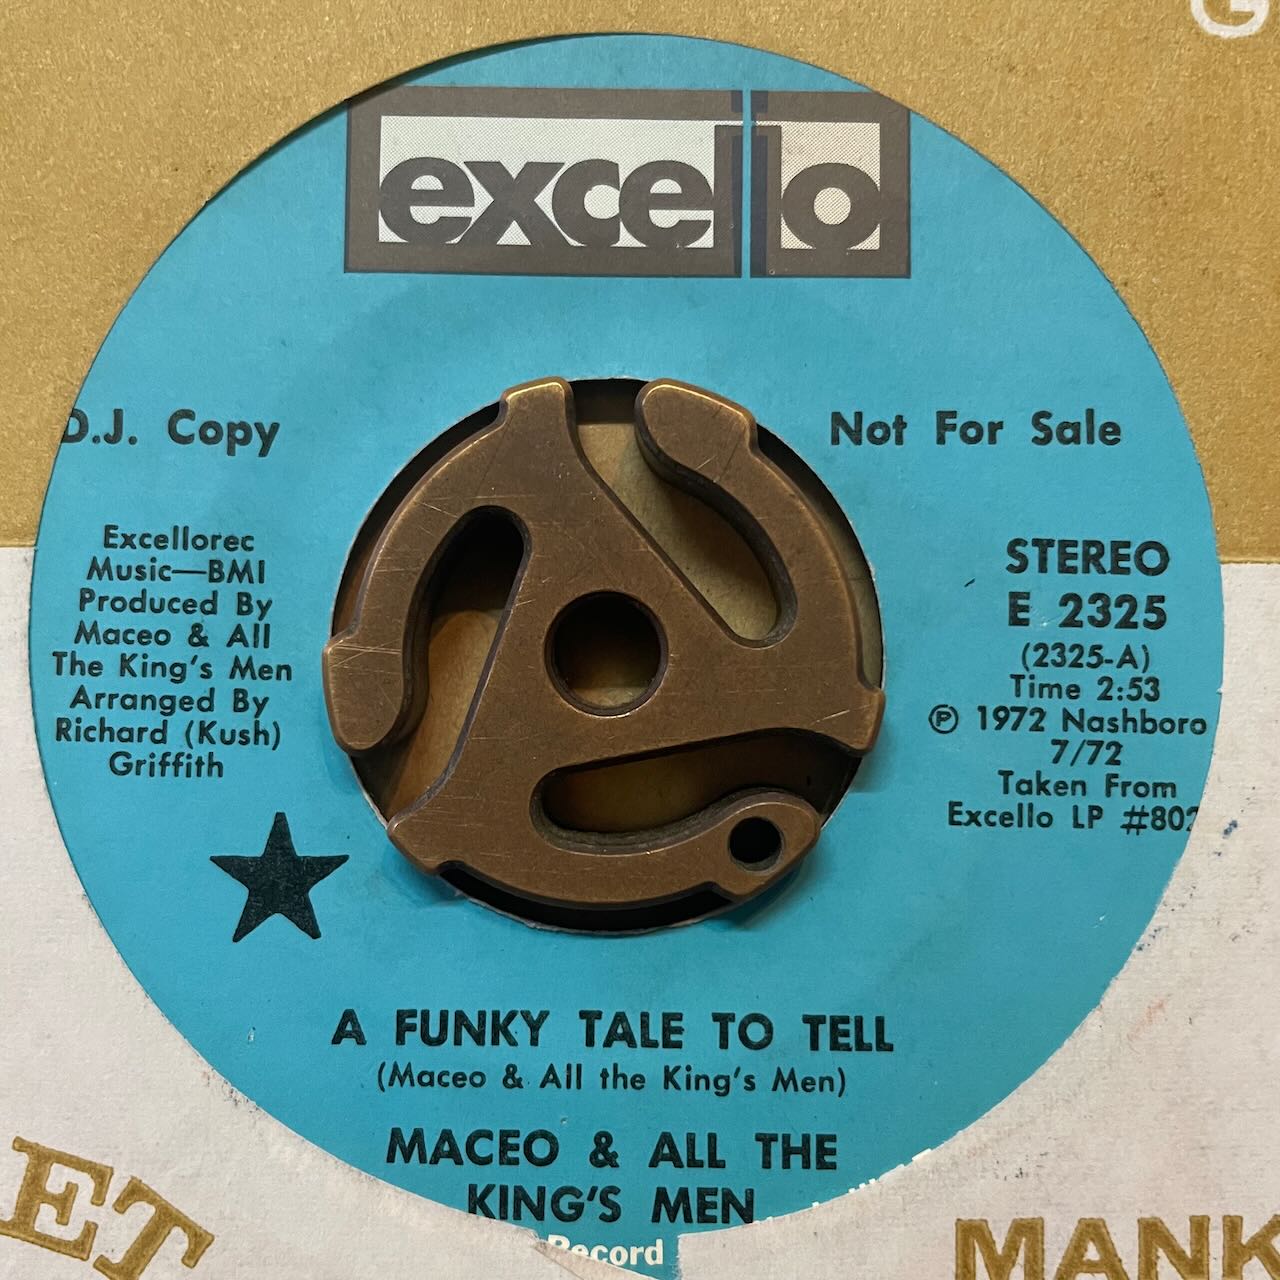 G
excello
D.J. Copy
Not For Sale
Excellorec
Music—BMI
Produced By
Maceo & All
The King's Men
Arranged By
Richard (Kush)
Griffith
STEREO
E 2325
(2325-A)
Time 2:53
℗ 1972 Nashboro
7/72
Taken From
Excello LP #802
A FUNKY TALE TO TELL
(Maceo & All the King's Men)
MACEO & ALL THE
KING'S MEN
Record
ET
MANK